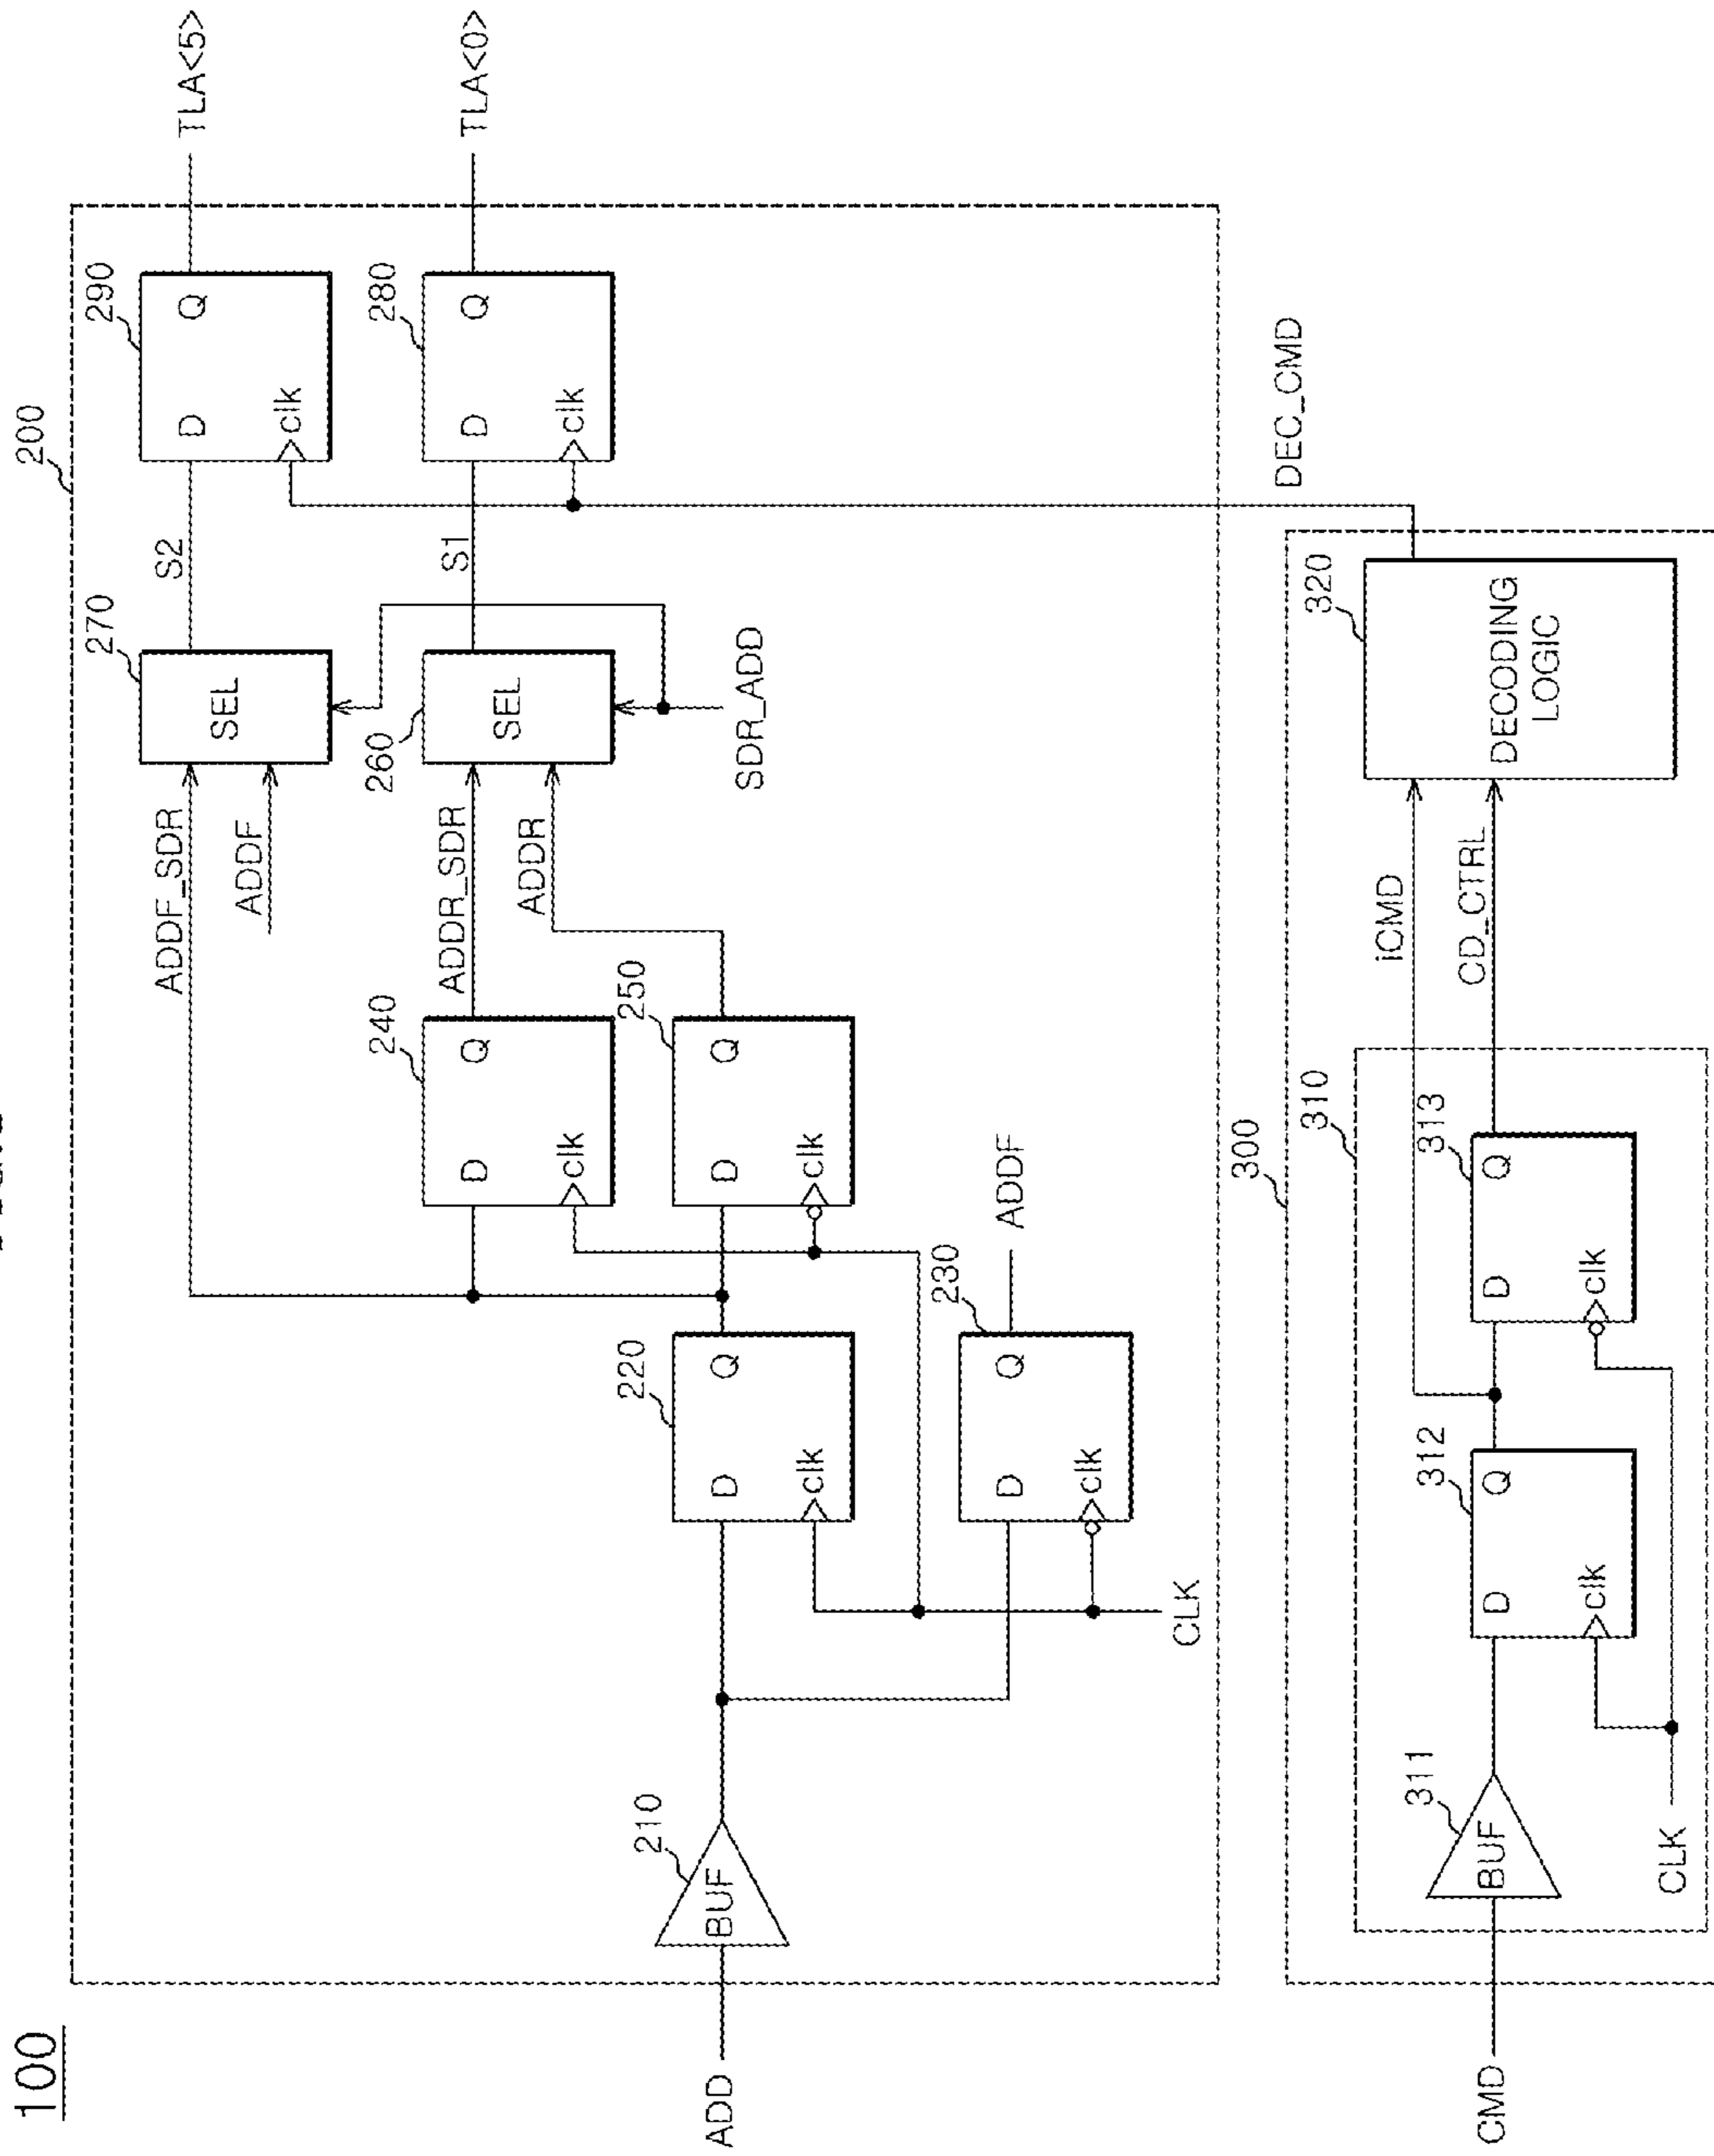 100
200
ADD
BUF
210
D
Q
clk
220
D
Q
clk
230
ADDF
CLK
D
Q
clk
240
D
Q
clk
250
ADDF_SDR
ADDF
ADDR_SDR
ADDR
SEL
270
SEL
260
SDR_ADD
S2
S1
D
Q
clk
290
D
Q
clk
280
TLA<5>
TLA<0>
300
310
CMD
BUF
311
D
Q
clk
312
D
Q
clk
313
CLK
iCMD
CD_CTRL
DECODING
LOGIC
320
DEC_CMD